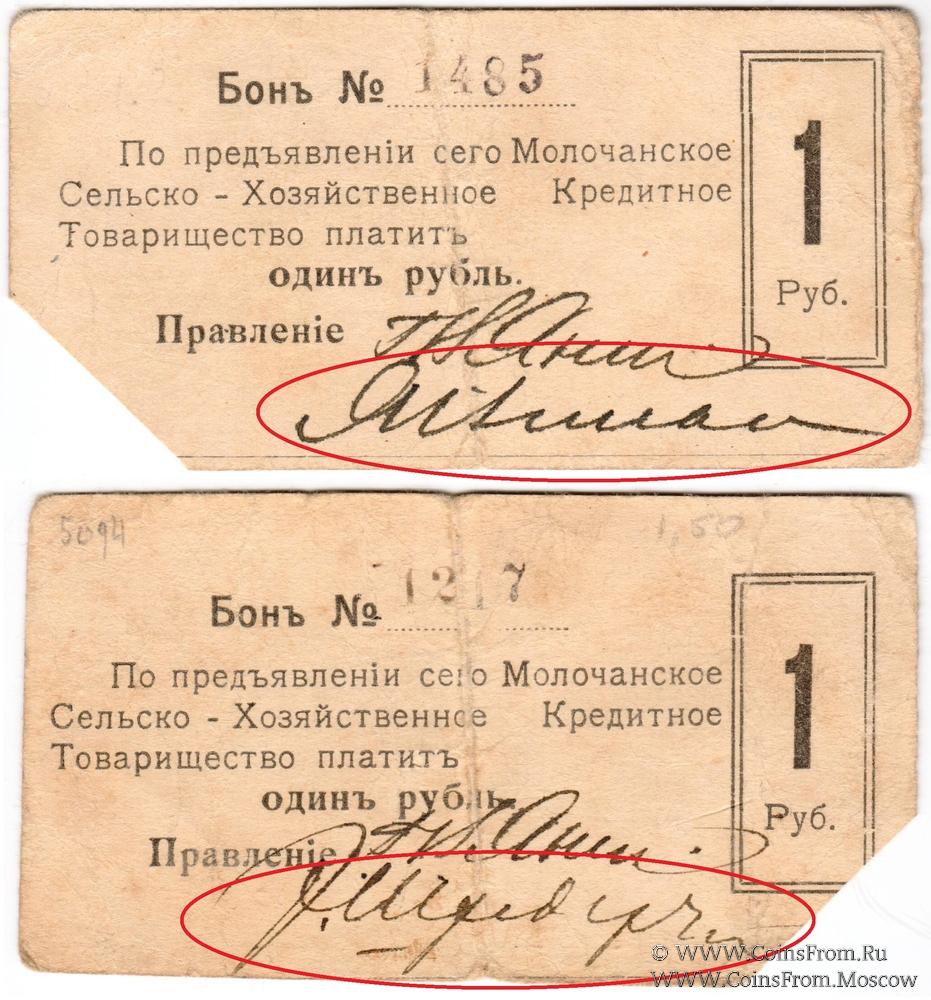 Бонъ № 1485
По предъявленіи сего Молочанское
Сельско - Хозяйственное Кредитное
Товарищество платитъ
одинъ рубль.
Правленіе
1
Руб.
5094
1,50
Бонъ № 1217
По предъявленіи сего Молочанское
Сельско - Хозяйственное Кредитное
Товарищество платитъ
одинъ рубль
Правленіе
1
Руб.
© WWW.CoinsFrom.Ru
WWW.CoinsFrom.Moscow